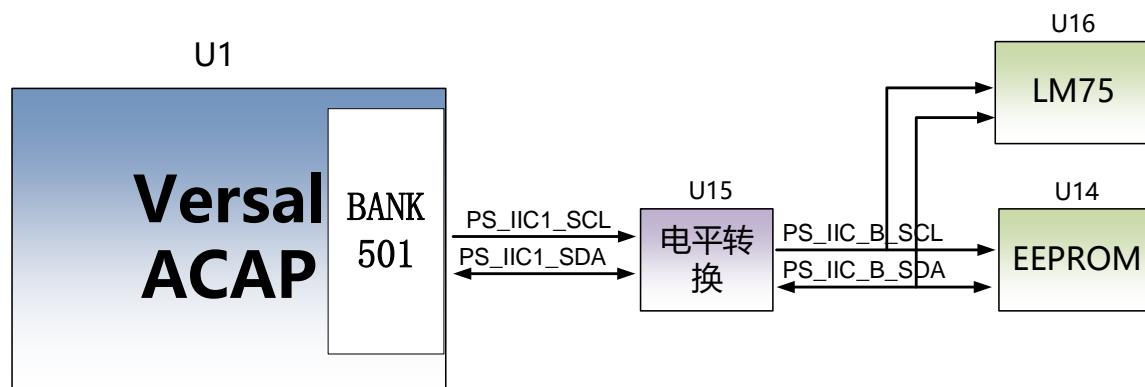 U1
Versal
ACAP
BANK
501
PS_IIC1_SCL
PS_IIC1_SDA
U15
电平转
换
PS_IIC_B_SCL
PS_IIC_B_SDA
U16
LM75
U14
EEPROM